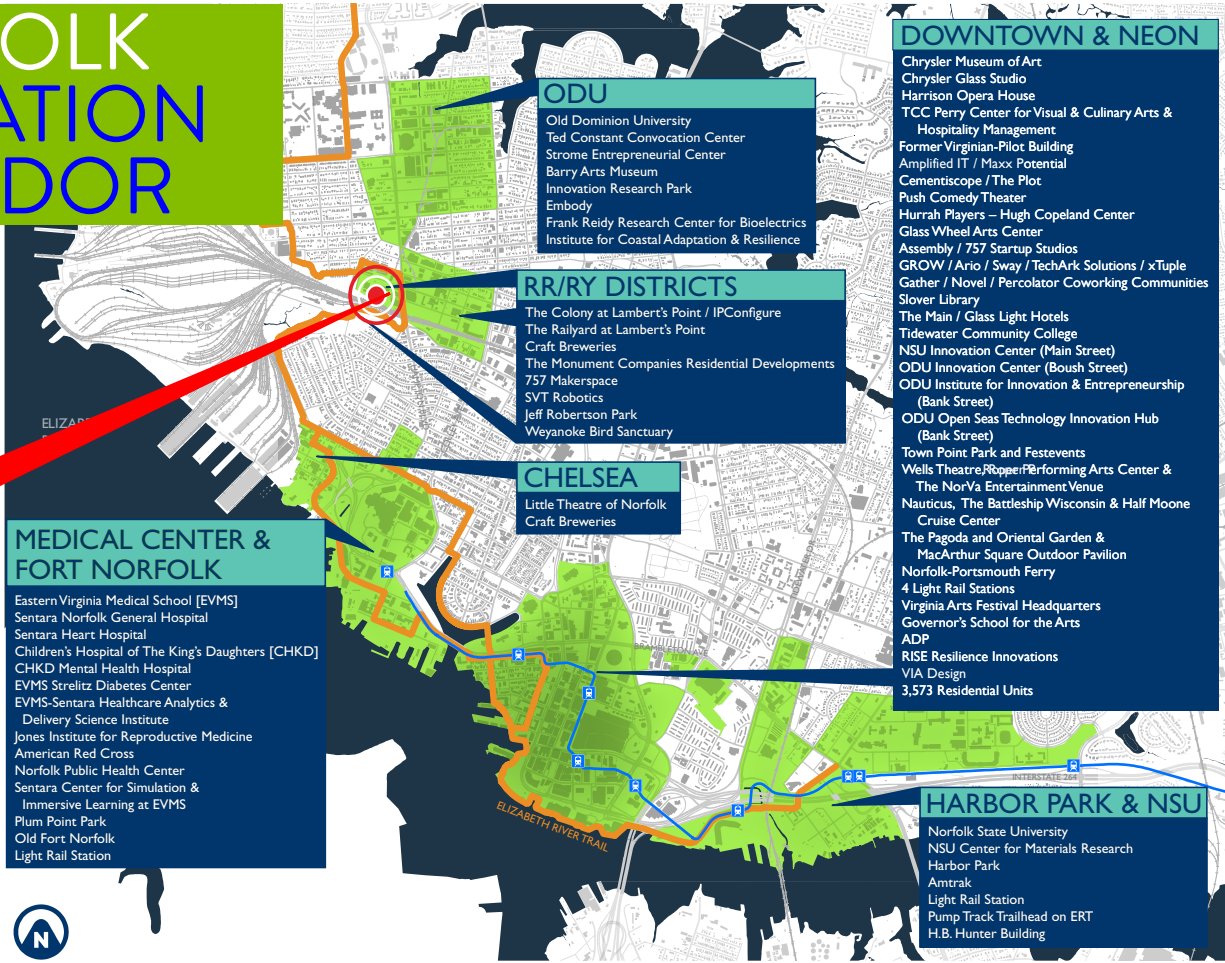 OLK
ATION
DOR
ODU
Old Dominion University
Ted Constant Convocation Center
Strome Entrepreneurial Center
Barry Arts Museum
Innovation Research Park
Embody
Frank Reidy Research Center for Bioelectrics
Institute for Coastal Adaptation & Resilience
RR/RY DISTRICTS
The Colony at Lambert's Point / IPConfigure
The Railyard at Lambert's Point
Craft Breweries
The Monument Companies Residential Developments
757 Makerspace
SVT Robotics
Jeff Robertson Park
Weyanoke Bird Sanctuary
CHELSEA
Little Theatre of Norfolk
Craft Breweries
MEDICAL CENTER &
FORT NORFOLK
Eastern Virginia Medical School [EVMS]
Sentara Norfolk General Hospital
Sentara Heart Hospital
Children's Hospital of The King's Daughters [CHKD]
CHKD Mental Health Hospital
EVMS Strelitz Diabetes Center
EVMS-Sentara Healthcare Analytics &
Delivery Science Institute
Jones Institute for Reproductive Medicine
American Red Cross
Norfolk Public Health Center
Sentara Center for Simulation &
Immersive Learning at EVMS
Plum Point Park
Old Fort Norfolk
Light Rail Station
DOWNTOWN & NEON
Chrysler Museum of Art
Chrysler Glass Studio
Harrison Opera House
TCC Perry Center for Visual & Culinary Arts &
Hospitality Management
Former Virginian-Pilot Building
Amplified IT / Maxx Potential
Cementiscope / The Plot
Push Comedy Theater
Hurrah Players – Hugh Copeland Center
Glass Wheel Arts Center
Assembly / 757 Startup Studios
GROW / Ario / Sway / TechArk Solutions / xTuple
Gather / Novel / Percolator Coworking Communities
Slover Library
The Main / Glass Light Hotels
Tidewater Community College
NSU Innovation Center (Main Street)
ODU Innovation Center (Boush Street)
ODU Institute for Innovation & Entrepreneurship
(Bank Street)
ODU Open Seas Technology Innovation Hub
(Bank Street)
Town Point Park and Festevents
Wells Theatre, Performing Arts Center &
The NorVa Entertainment Venue
Nauticus, The Battleship Wisconsin & Half Moone
Cruise Center
The Pagoda and Oriental Garden &
MacArthur Square Outdoor Pavilion
Norfolk-Portsmouth Ferry
4 Light Rail Stations
Virginia Arts Festival Headquarters
Governor's School for the Arts
ADP
RISE Resilience Innovations
VIA Design
3,573 Residential Units
HARBOR PARK & NSU
Norfolk State University
NSU Center for Materials Research
Harbor Park
Amtrak
Light Rail Station
Pump Track Trailhead on ERT
H.B. Hunter Building
BRAMBLETON AVE
INTERSTATE 264
ELIZABETH RIVER TRAIL
N